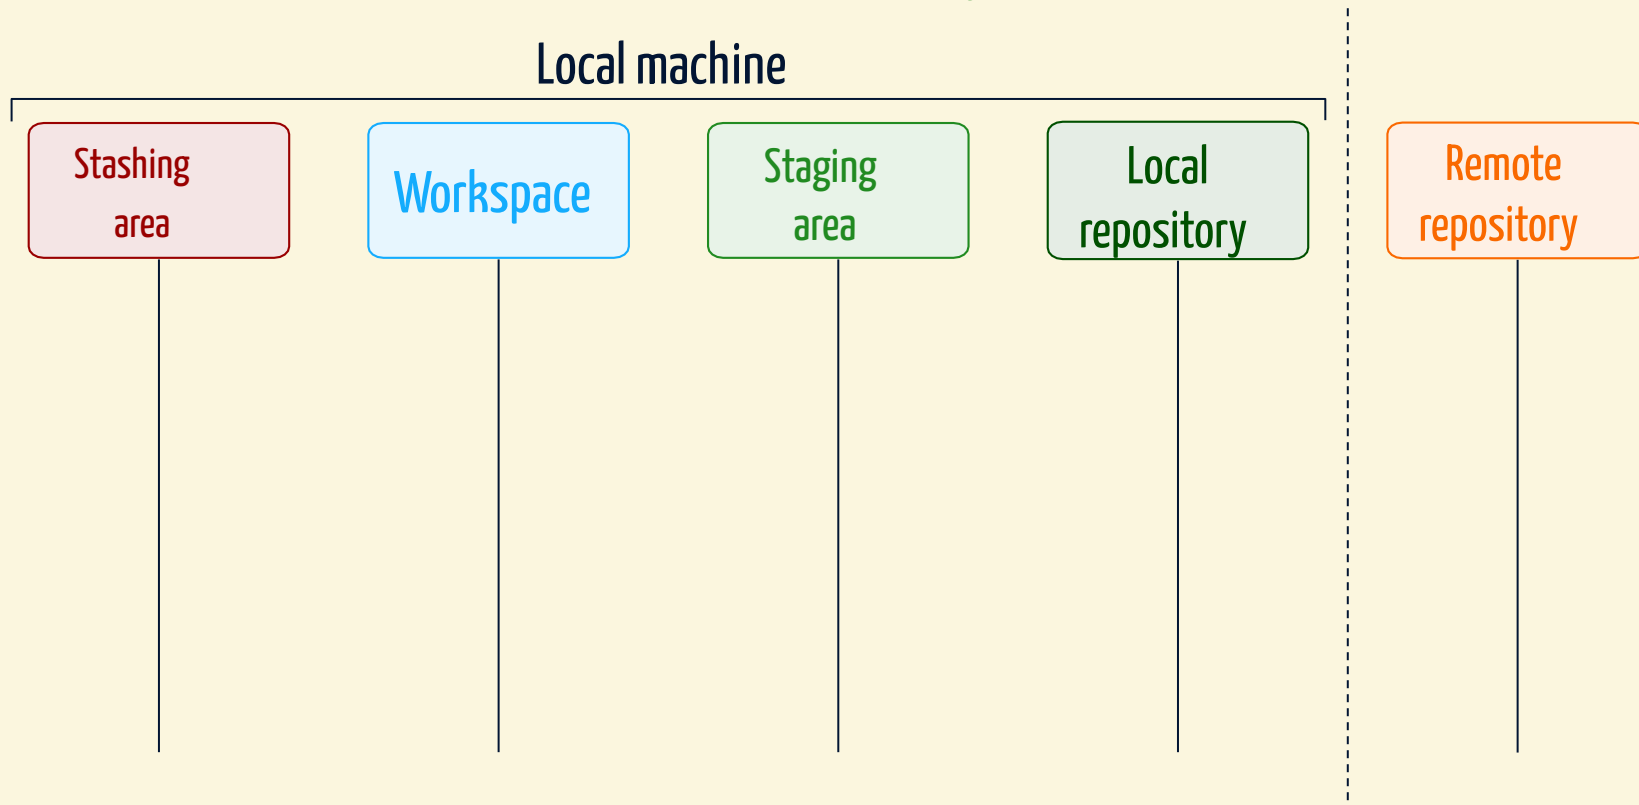 Local machine
Stashing
area
Workspace
Staging
area
Local
repository
Remote
repository